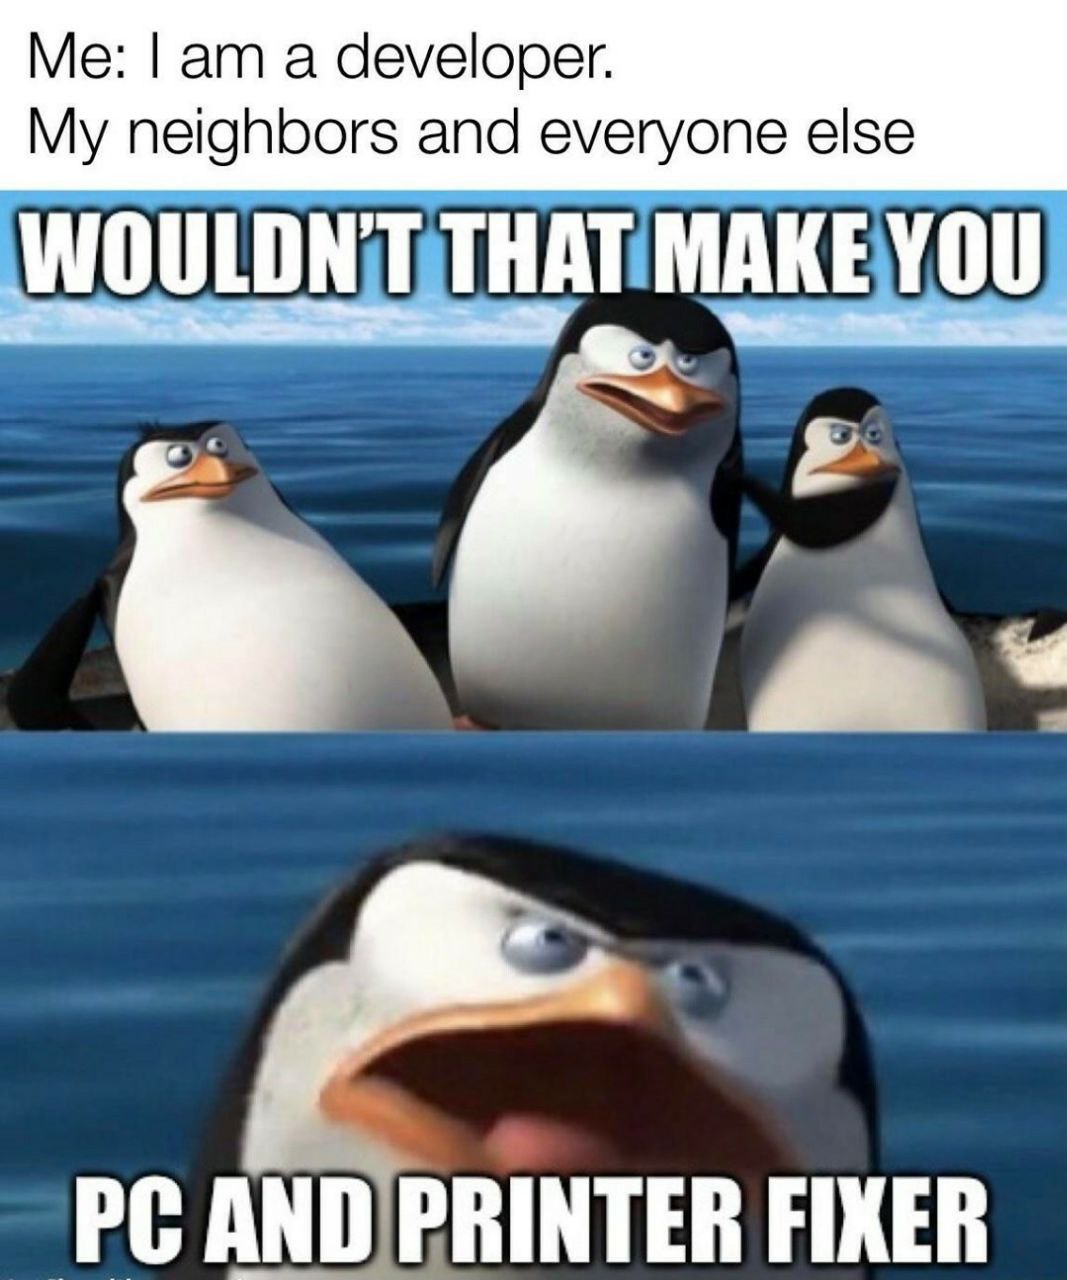 Me: I am a developer.
My neighbors and everyone else
WOULDN'T THAT MAKE YOU
PC AND PRINTER FIXER